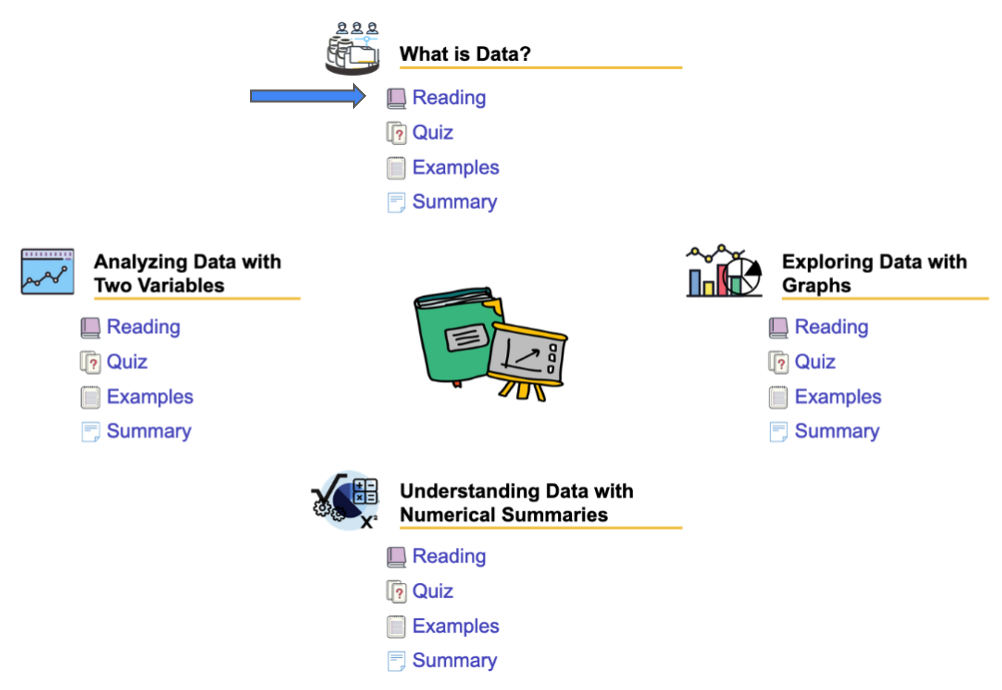 What is Data?
Reading
Quiz
Examples
Summary
Analyzing Data with
Two Variables
Reading
Quiz
Examples
Summary
Exploring Data with
Graphs
Reading
Quiz
Examples
Summary
Understanding Data with
Numerical Summaries
Reading
Quiz
Examples
Summary